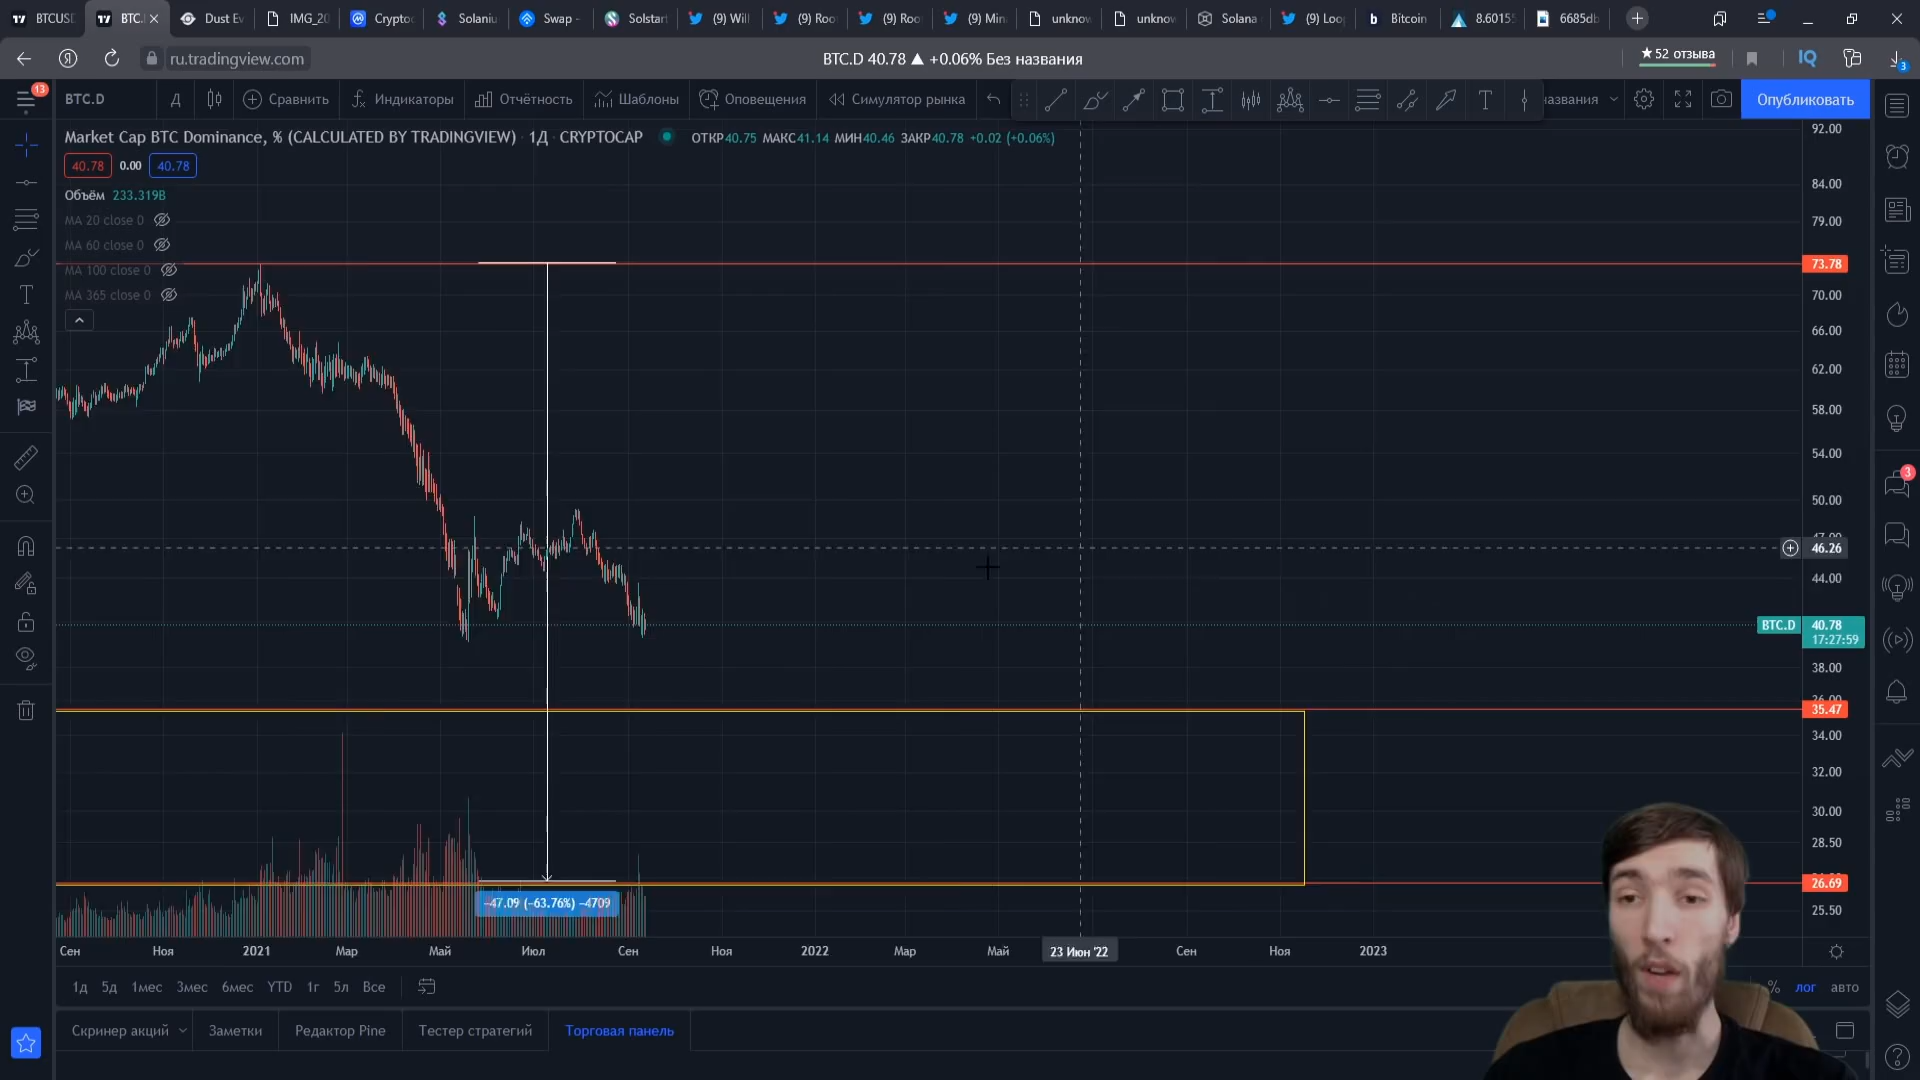 BTCUSD
BTC.
Dust Ev
IMG_20
Crypto
Solaniu
Swap -
Solstart
(9) Will
(9) Roo
(9) Roo
(9) Min
unknow
unknow
Solana
(9) Loo
Bitcoin
8.60155
6685db
ru.tradingview.com
BTC.D 40.78 ▲ +0.06% Без названия
★52 отзыва
IQ
3
13
BTC.D
Д
Сравнить
Индикаторы
Отчётность
Шаблоны
Оповещения
Симулятор рынка
названия
Опубликовать
Market Cap BTC Dominance, % (CALCULATED BY TRADINGVIEW) · 1Д · CRYPTOCAP
ОТКР40.75 МАКС41.14 МИН40.46 ЗАКР40.78 +0.02 (+0.06%)
40.78 0.00 40.78
Объём 233.319B
MA 20 close 0
MA 60 close 0
MA 100 close 0
MA 365 close 0
92.00
84.00
79.00
73.78
70.00
66.00
62.00
58.00
54.00
50.00
47.00
46.26
44.00
BTC.D 40.78
17:27:59
38.00
36.00
35.47
34.00
32.00
30.00
28.50
26.69
25.50
3
-47.09 (-63.76%) -4709
Сен
Ноя
2021
Мар
Май
Июл
Сен
Ноя
2022
Мар
Май
23 Июн '22
Сен
Ноя
2023
1д 5д 1мес 3мес 6мес YTD 1г 5л Все
% лог авто
Скринер акций
Заметки
Редактор Pine
Тестер стратегий
Торговая панель